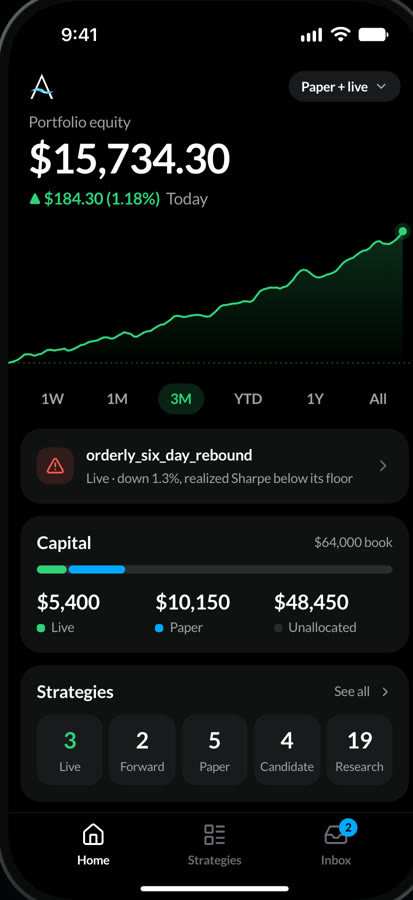 9:41
Paper + live
Portfolio equity
$15,734.30
$184.30 (1.18%) Today
1W 1M 3M YTD 1Y All
orderly_six_day_rebound
Live · down 1.3%, realized Sharpe below its floor
Capital $64,000 book
$5,400 $10,150 $48,450
Live Paper Unallocated
Strategies See all
3 2 5 4 19
Live Forward Paper Candidate Research
2
Home Strategies Inbox